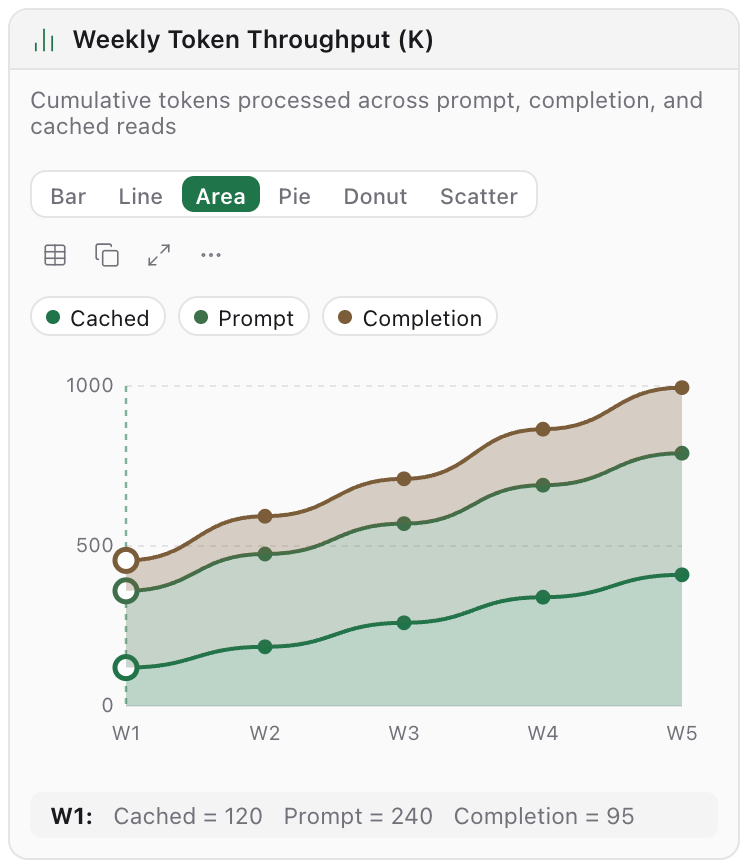 Weekly Token Throughput (K)
Cumulative tokens processed across prompt, completion, and
cached reads
Bar Line Area Pie Donut Scatter
Cached Prompt Completion
1000
500
0
W1 W2 W3 W4 W5
W1: Cached = 120 Prompt = 240 Completion = 95